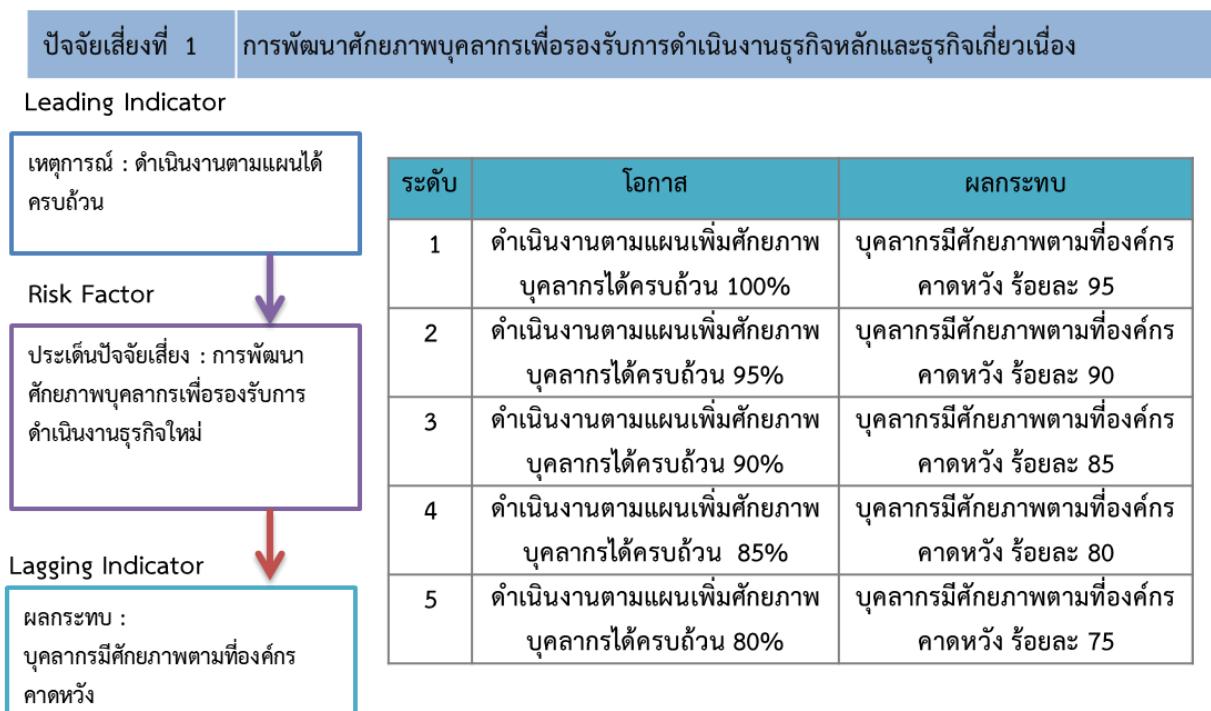 ปัจจัยเสี่ยงที่ 1 การพัฒนาศักยภาพบุคลากรเพื่อรองรับการดำเนินงานธุรกิจหลักและธุรกิจเกี่ยวเนื่อง
Leading Indicator
เหตุการณ์ : ดำเนินงานตามแผนได้
ครบถ้วน
Risk Factor
ประเด็นปัจจัยเสี่ยง : การพัฒนา
ศักยภาพบุคลากรเพื่อรองรับการ
ดำเนินงานธุรกิจใหม่
Lagging Indicator
ผลกระทบ :
บุคลากรมีศักยภาพตามที่องค์กร
คาดหวัง
ระดับ โอกาส ผลกระทบ
1 ดำเนินงานตามแผนเพิ่มศักยภาพ บุคลากรมีศักยภาพตามที่องค์กร
บุคลากรได้ครบถ้วน 100% คาดหวัง ร้อยละ 95
2 ดำเนินงานตามแผนเพิ่มศักยภาพ บุคลากรมีศักยภาพตามที่องค์กร
บุคลากรได้ครบถ้วน 95% คาดหวัง ร้อยละ 90
3 ดำเนินงานตามแผนเพิ่มศักยภาพ บุคลากรมีศักยภาพตามที่องค์กร
บุคลากรได้ครบถ้วน 90% คาดหวัง ร้อยละ 85
4 ดำเนินงานตามแผนเพิ่มศักยภาพ บุคลากรมีศักยภาพตามที่องค์กร
บุคลากรได้ครบถ้วน 85% คาดหวัง ร้อยละ 80
5 ดำเนินงานตามแผนเพิ่มศักยภาพ บุคลากรมีศักยภาพตามที่องค์กร
บุคลากรได้ครบถ้วน 80% คาดหวัง ร้อยละ 75